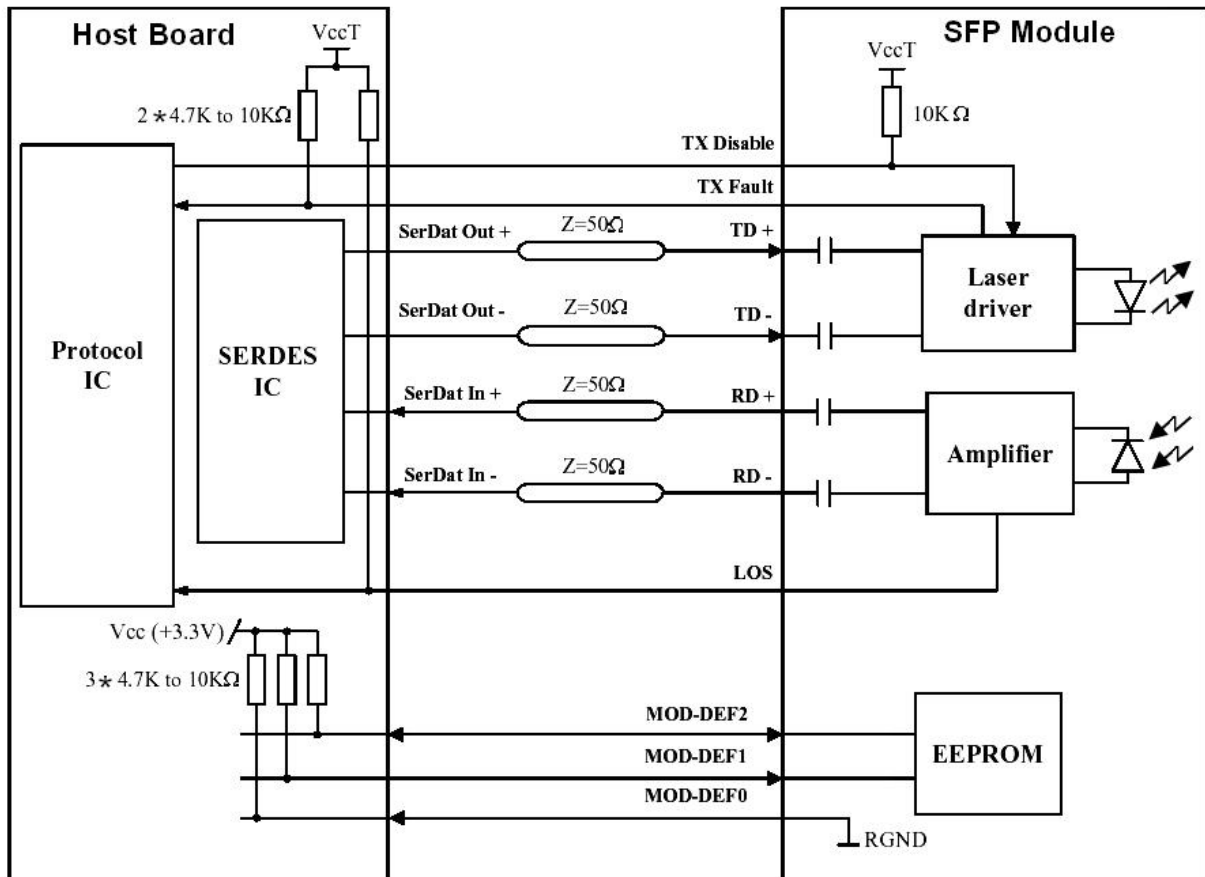 Host Board
SFP Module
VccT
VccT
2*4.7K to 10KΩ
10KΩ
TX Disable
TX Fault
SerDat Out +
Z=50Ω
TD +
Laser
driver
SerDat Out -
Z=50Ω
TD -
Protocol
IC
SERDES
IC
SerDat In +
Z=50Ω
RD +
Amplifier
SerDat In -
Z=50Ω
RD -
LOS
Vcc (+3.3V)
3*4.7K to 10KΩ
MOD-DEF2
EEPROM
MOD-DEF1
MOD-DEF0
RGND